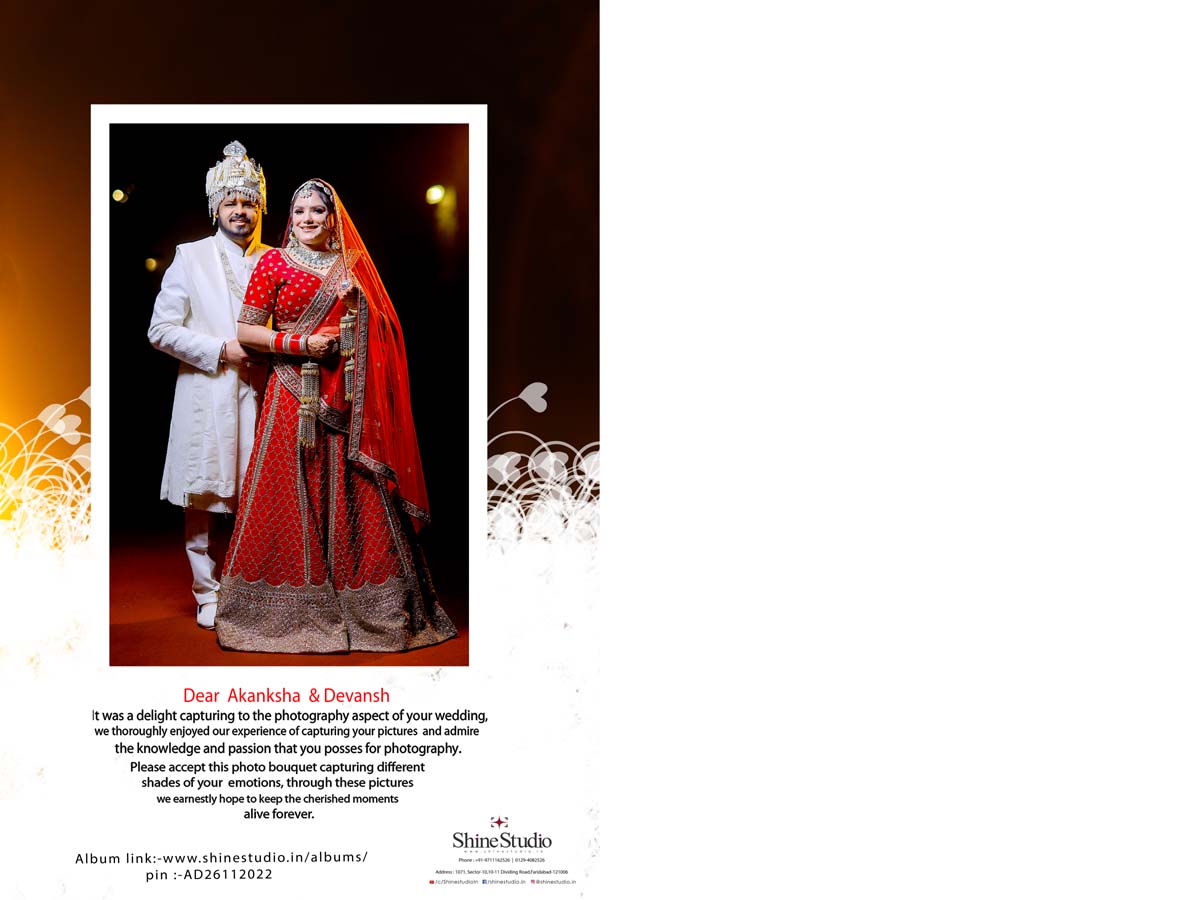 Dear Akanksha & Devansh
It was a delight capturing to the photography aspect of your wedding,
we thoroughly enjoyed our experience of capturing your pictures and admire
the knowledge and passion that you posses for photography.
Please accept this photo bouquet capturing different
shades of your emotions, through these pictures
we earnestly hope to keep the cherished moments
alive forever.
Album link:-www.shinestudio.in/albums/
pin :-AD26112022
ShineStudio
www.shinestudio.in
Phone : +91-9711162526 | 0129-4082526
Address : 1071, Sector-10,10-11 Dividing Road,Faridabad-121006
/c/Shinestudioin /shinestudio.in @shinestudio.in